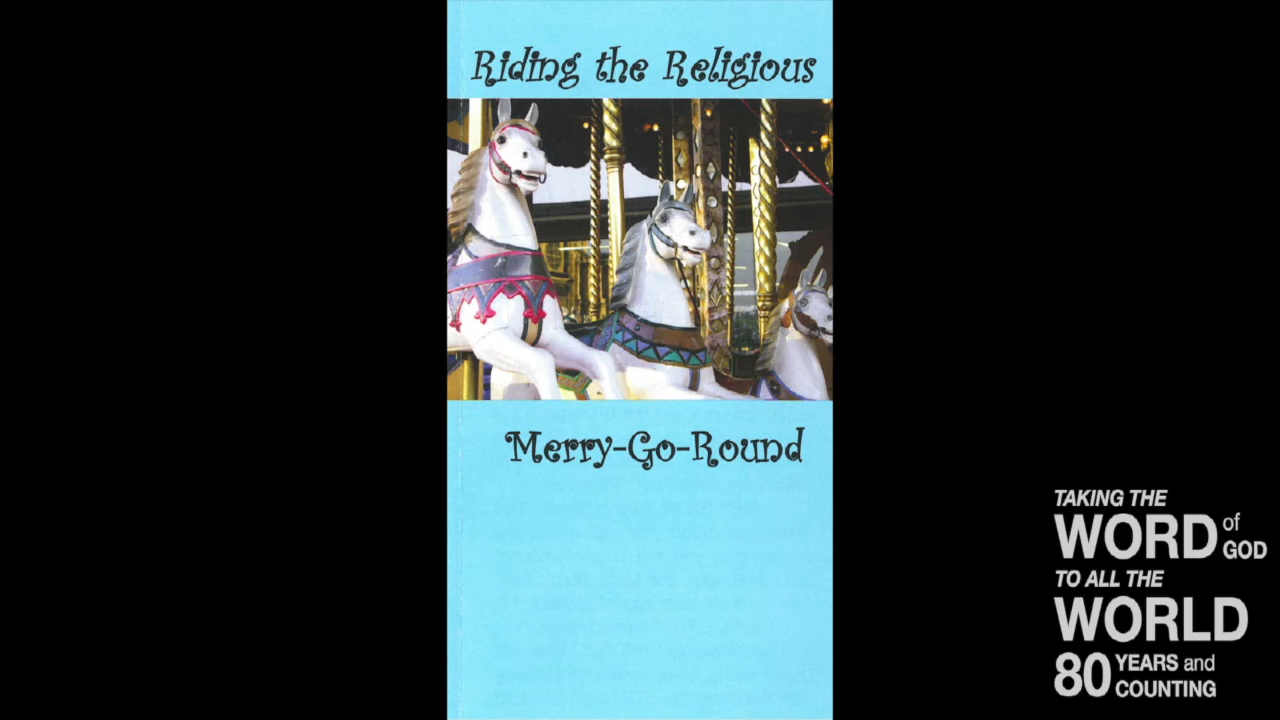 Riding the Religious
Merry-Go-Round
TAKING THE
WORD of GOD
TO ALL THE
WORLD
80 YEARS and
COUNTING